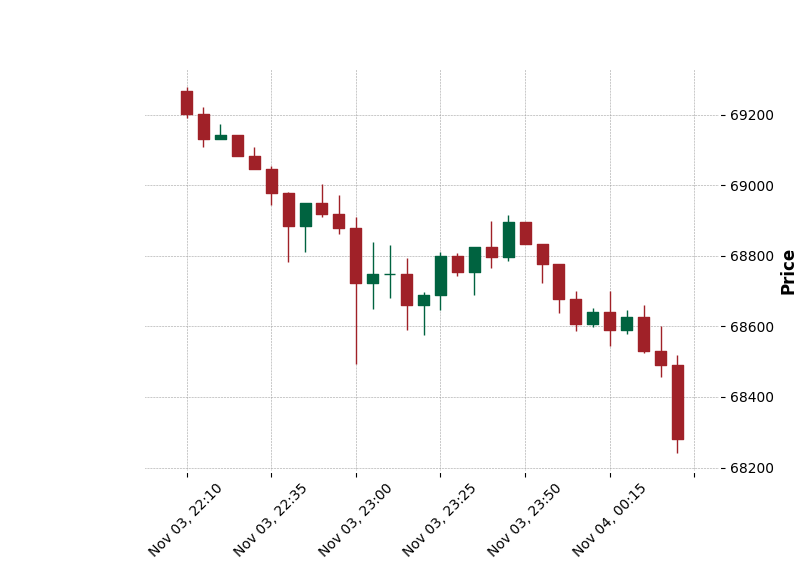 69200
69000
68800
68600
68400
68200
Price
Nov 03, 22:10
Nov 03, 22:35
Nov 03, 23:00
Nov 03, 23:25
Nov 03, 23:50
Nov 04, 00:15